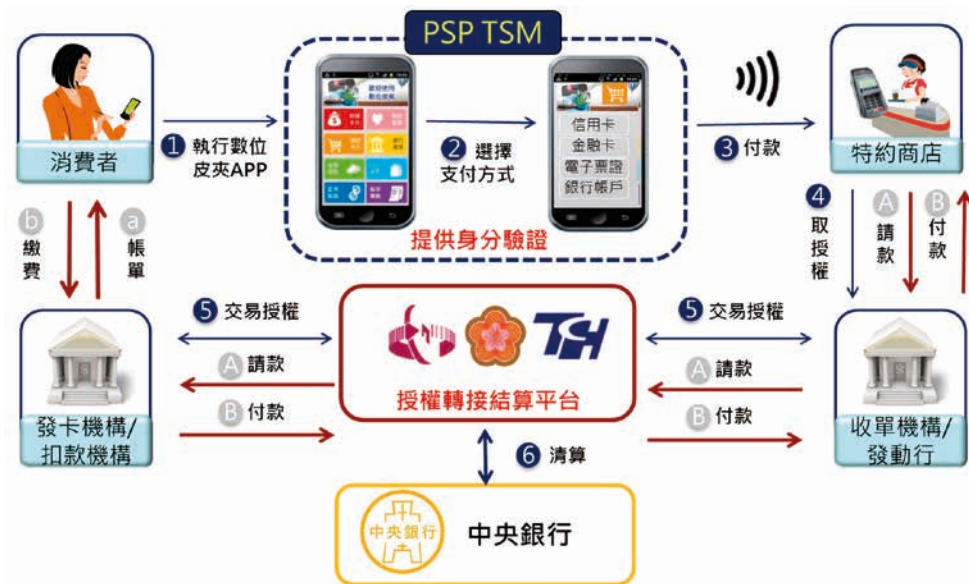 PSP TSM
消費者
1 執行數位
皮夾APP
2 選擇
支付方式
信用卡
金融卡
電子票證
銀行帳戶
3 付款
特約商店
提供身分驗證
b 繳費
a 帳單
4 取授權
A 請款
B 付款
5 交易授權
A 請款
B 付款
授權轉接結算平台
5 交易授權
A 請款
B 付款
發卡機構/
扣款機構
收單機構/
發動行
6 清算
中央銀行
中央銀行